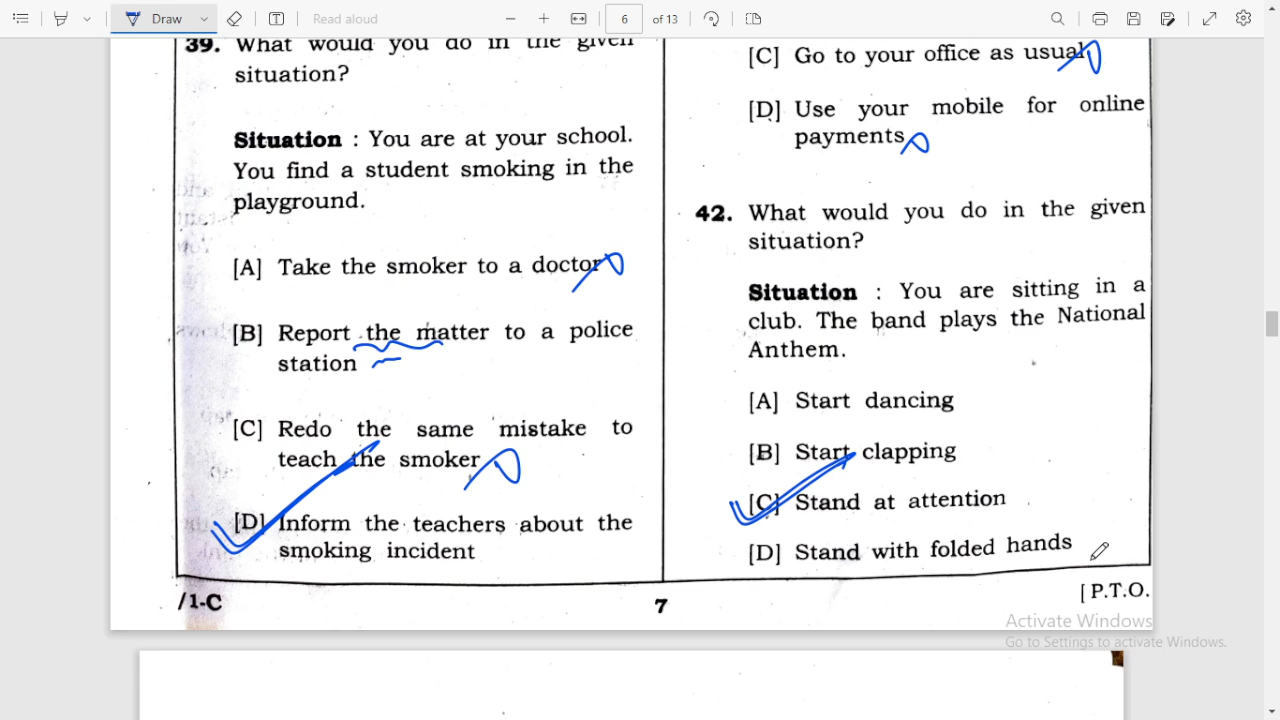 Draw
Read aloud
6
of 13
39. What would you do in the given
situation?
Situation : You are at your school.
You find a student smoking in the
playground.
[A] Take the smoker to a doctor
[B] Report the matter to a police
station
[C] Redo the same mistake to
teach the smoker
[D] Inform the teachers about the
smoking incident
[C] Go to your office as usual
[D] Use your mobile for online
payments
42. What would you do in the given
situation?
Situation : You are sitting in a
club. The band plays the National
Anthem.
[A] Start dancing
[B] Start clapping
[C] Stand at attention
[D] Stand with folded hands
/1-C
7
[ P.T.O.
Activate Windows
Go to Settings to activate Windows.